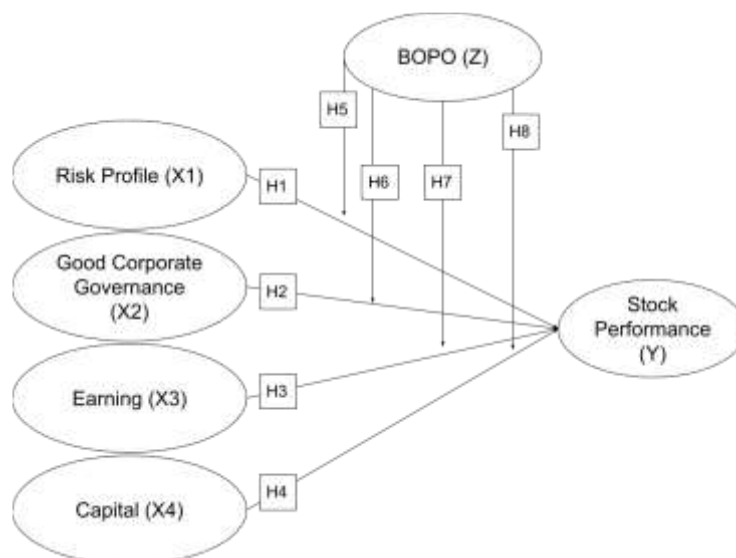 BOPO (Z)
H5
H8
Risk Profile (X1)
H1
H6
H7
Good Corporate
Governance
(X2)
H2
Stock
Performance
(Y)
Earning (X3)
H3
Capital (X4)
H4